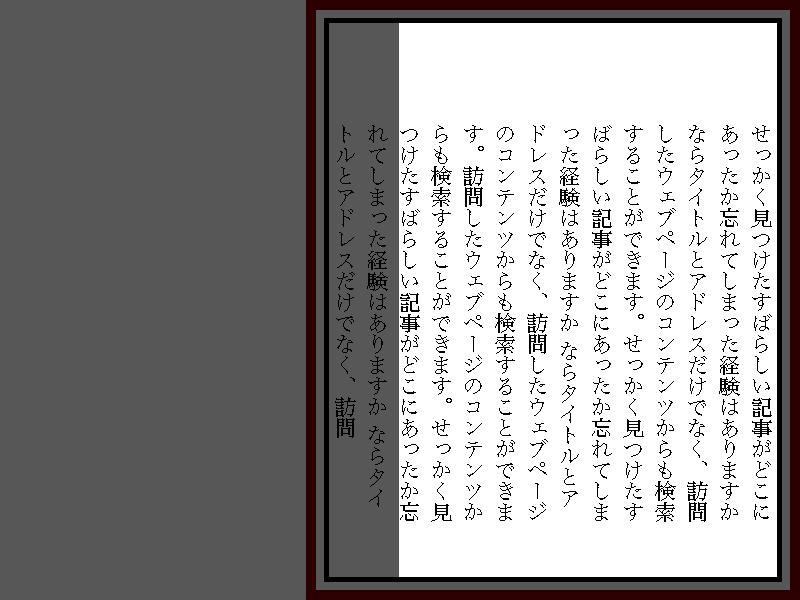 せっかく見つけたすばらしい記事がどこに
あったか忘れてしまった経験はありますか
ならタイトルとアドレスだけでなく、訪問
したウェブページのコンテンツからも検索
することができます。せっかく見つけたす
ばらしい記事がどこにあったか忘れてしま
った経験はありますか ならタイトルとア
ドレスだけでなく、訪問したウェブページ
のコンテンツからも検索することができま
す。訪問したウェブページのコンテンツか
らも検索することができます。せっかく見
つけたすばらしい記事がどこにあったか忘
れてしまった経験はありますか ならタイ
トルとアドレスだけでなく、訪問